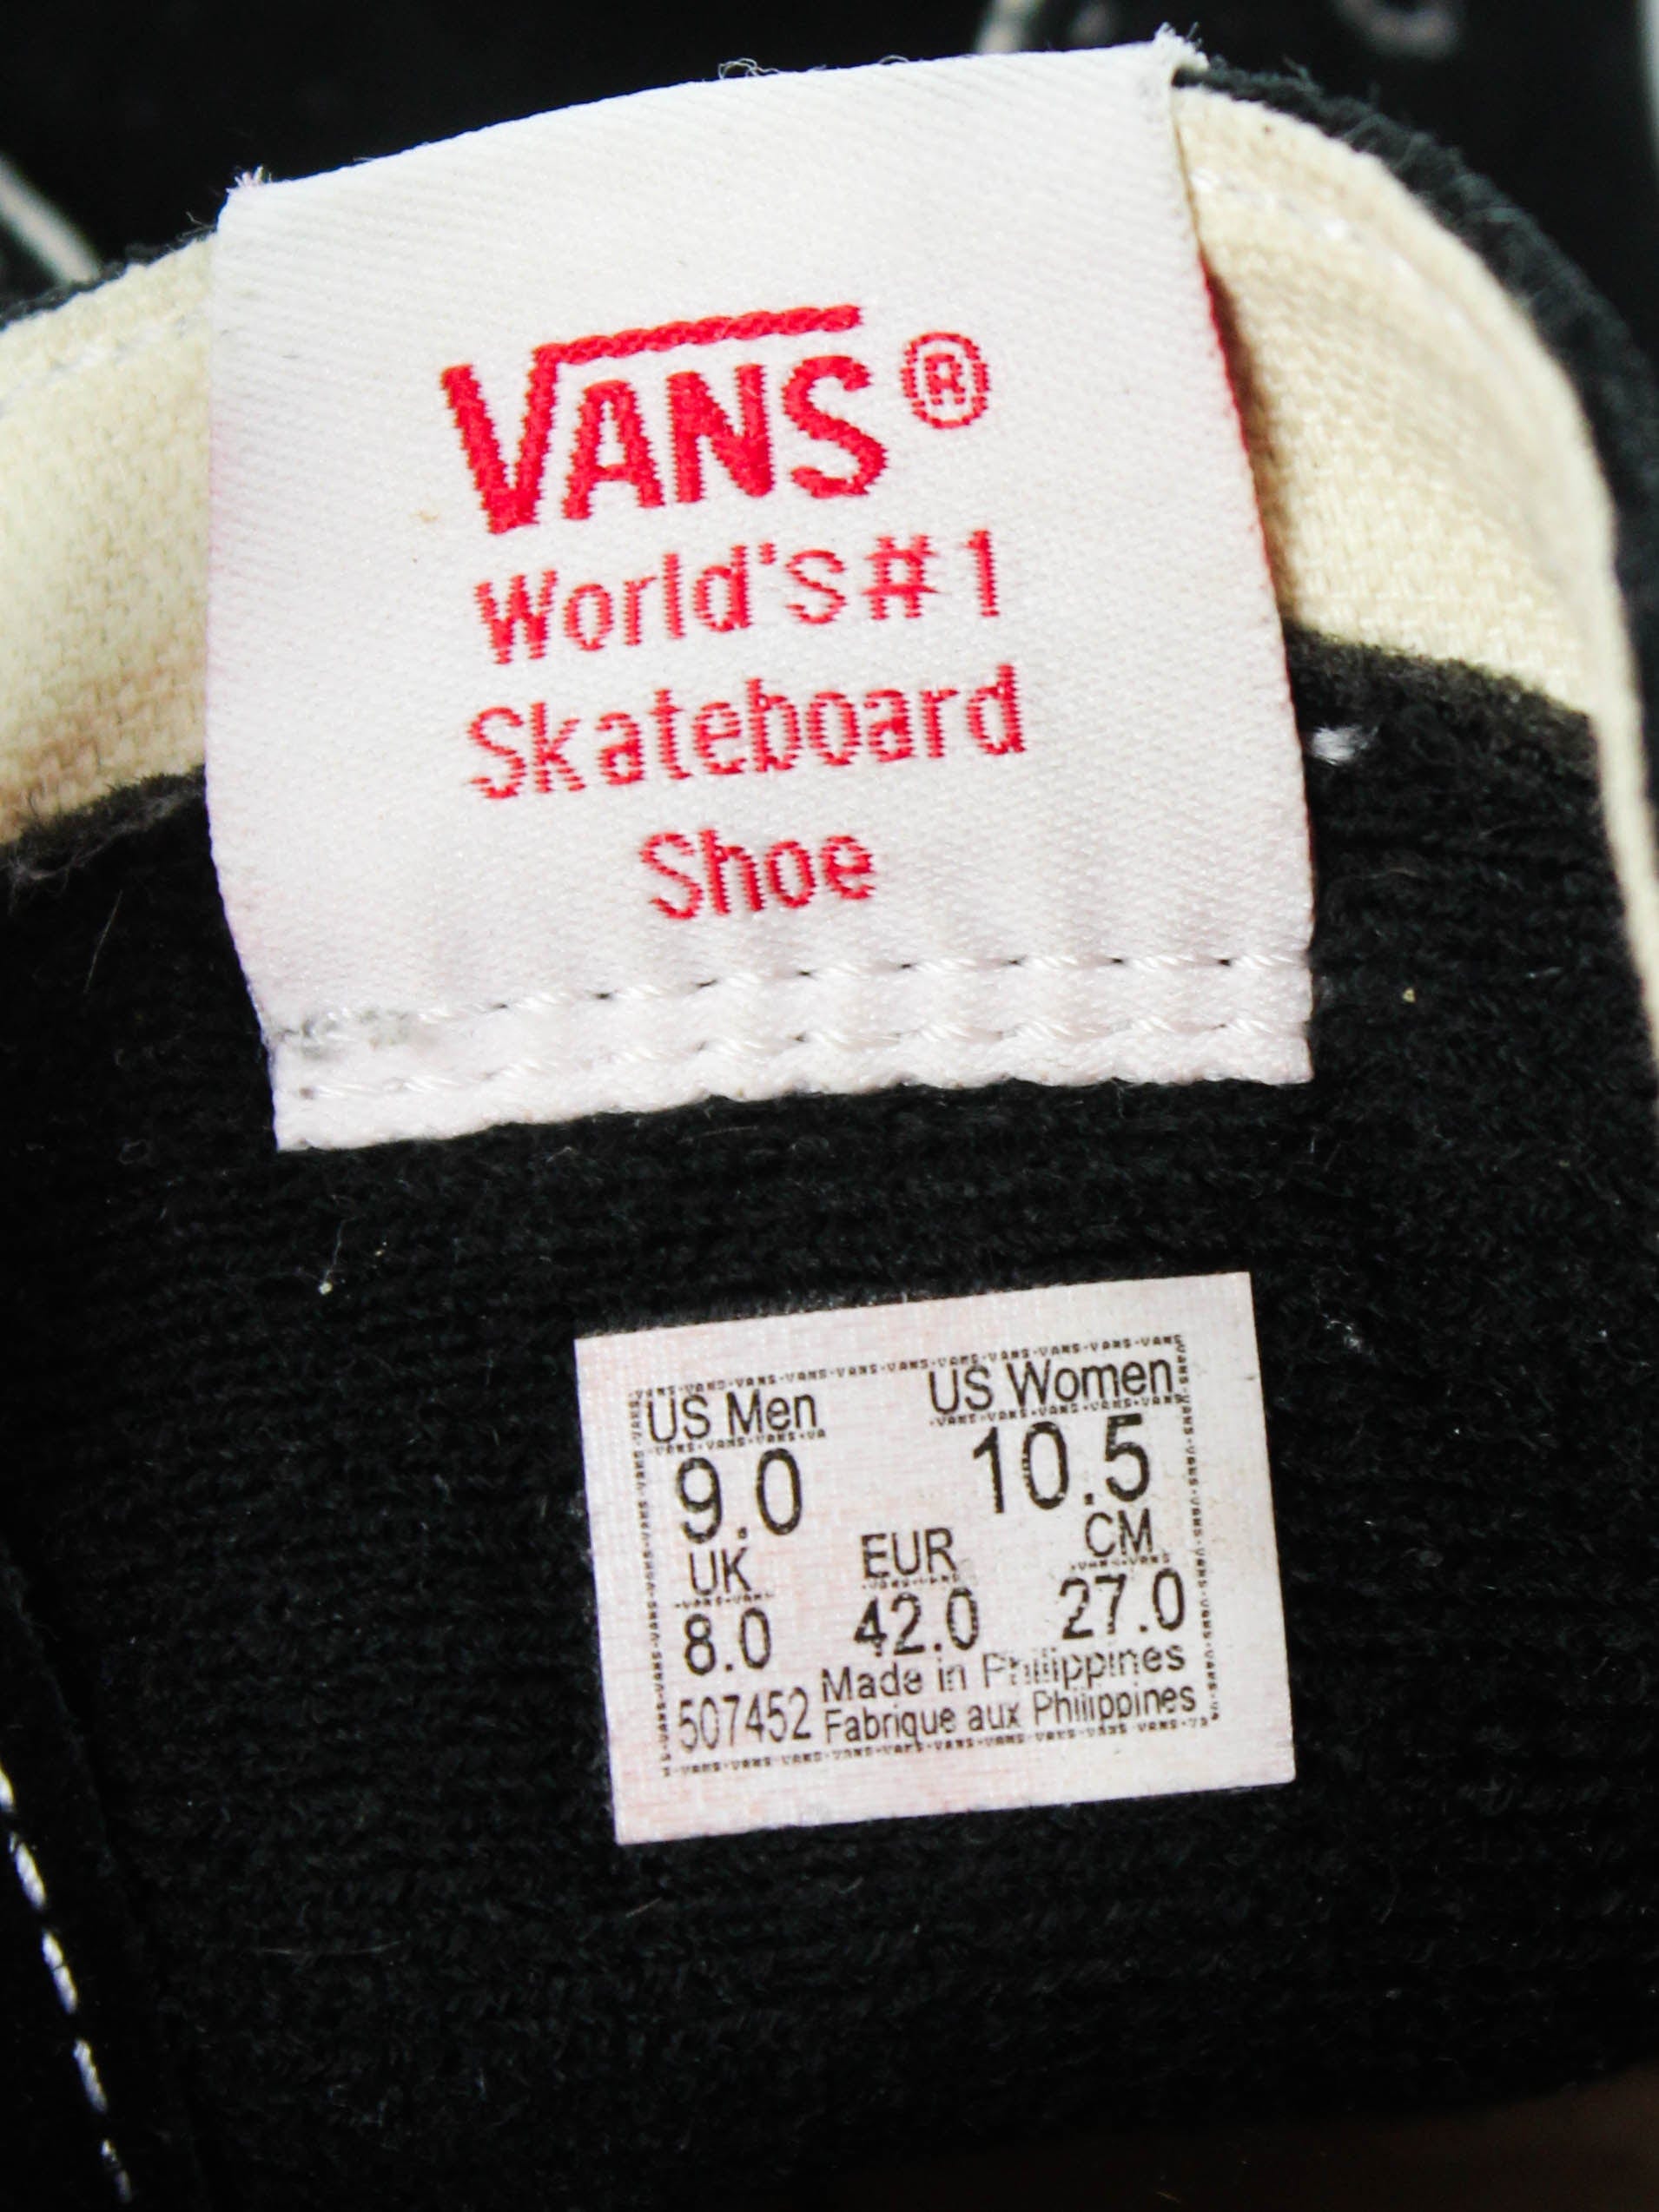 VANS®
World's #1
Skateboard
Shoe
US Men US Women
9.0 10.5
UK EUR CM
8.0 42.0 27.0
Made in Philippines
507452 Fabrique aux Philippines